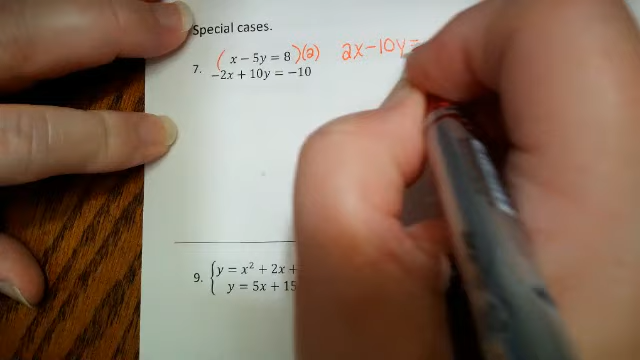 Special cases.
7. (x − 5y = 8)(2) 2x−10y=
−2x + 10y = −10
9. {y = x² + 2x +
y = 5x + 15